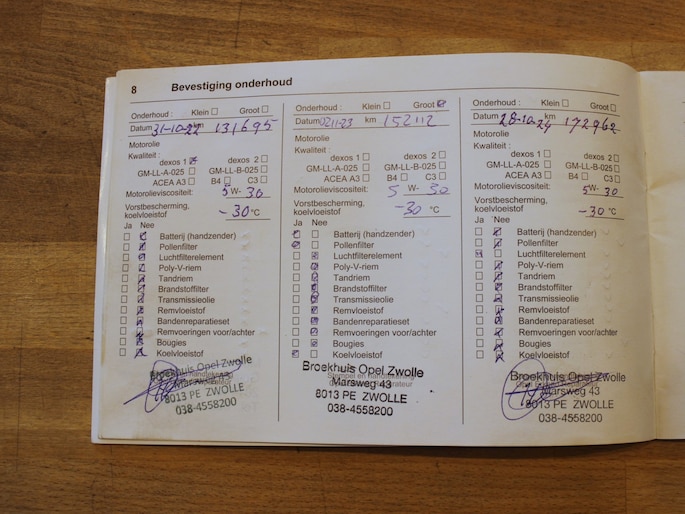 8 Bevestiging onderhoud
Onderhoud : Klein ☐ Groot ☐
Datum 31-10-22 km 131695
Motorolie
Kwaliteit :
dexos 1 ☒ dexos 2 ☐
GM-LL-A-025 ☐ GM-LL-B-025 ☐
ACEA A3 ☐ B4 ☐ C3 ☐
Motorolieviscositeit: 5 W- 30
Vorstbescherming,
koelvloeistof -30 °C
Ja Nee
Batterij (handzender)
Pollenfilter
Luchtfilterelement
Poly-V-riem
Tandriem
Brandstoffilter
Transmissieolie
Remvloeistof
Bandenreparatieset
Remvoeringen voor/achter
Bougies
Koelvloeistof
Broekhuis Opel Zwolle
Marsweg 43
8013 PE ZWOLLE
038-4558200
Onderhoud : Klein ☐ Groot ☒
Datum 02-11-23 km 152112
Motorolie
Kwaliteit :
dexos 1 ☐ dexos 2 ☐
GM-LL-A-025 ☐ GM-LL-B-025 ☐
ACEA A3 ☐ B4 ☐ C3 ☐
Motorolieviscositeit: 5 W- 30
Vorstbescherming,
koelvloeistof -30 °C
Ja Nee
Batterij (handzender)
Pollenfilter
Luchtfilterelement
Poly-V-riem
Tandriem
Brandstoffilter
Transmissieolie
Remvloeistof
Bandenreparatieset
Remvoeringen voor/achter
Bougies
Koelvloeistof
Broekhuis Opel Zwolle
Marsweg 43
8013 PE ZWOLLE
038-4558200
Onderhoud : Klein ☐ Groot ☐
Datum 28-10-24 km 172962
Motorolie
Kwaliteit :
dexos 1 ☐ dexos 2 ☐
GM-LL-A-025 ☐ GM-LL-B-025 ☐
ACEA A3 ☐ B4 ☐ C3 ☐
Motorolieviscositeit: 5 W- 30
Vorstbescherming,
koelvloeistof -30 °C
Ja Nee
Batterij (handzender)
Pollenfilter
Luchtfilterelement
Poly-V-riem
Tandriem
Brandstoffilter
Transmissieolie
Remvloeistof
Bandenreparatieset
Remvoeringen voor/achter
Bougies
Koelvloeistof
Broekhuis Opel Zwolle
Marsweg 43
8013 PE ZWOLLE
038-4558200